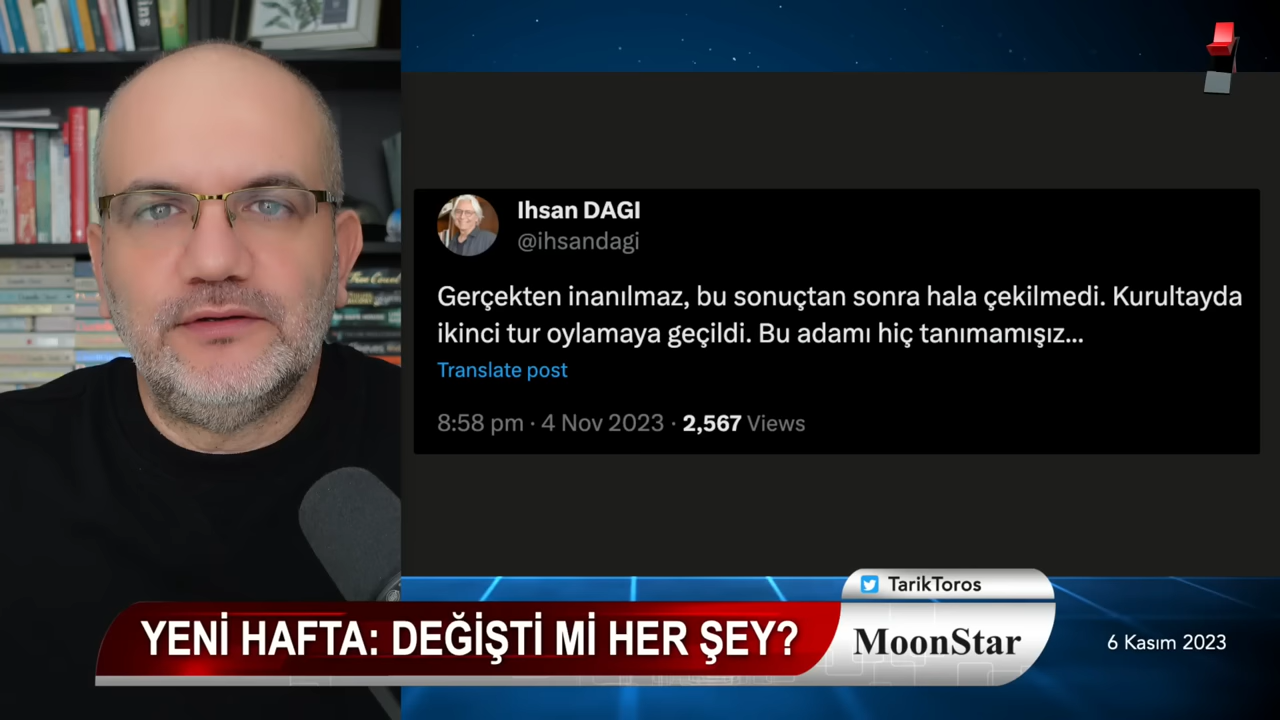 Ihsan DAGI
@ihsandagi
Gerçekten inanılmaz, bu sonuçtan sonra hala çekilmedi. Kurultayda
ikinci tur oylamaya geçildi. Bu adamı hiç tanımamışız...
Translate post
8:58 pm · 4 Nov 2023 · 2,567 Views
TarikToros
YENİ HAFTA: DEĞİŞTİ Mİ HER ŞEY?
MoonStar
6 Kasım 2023